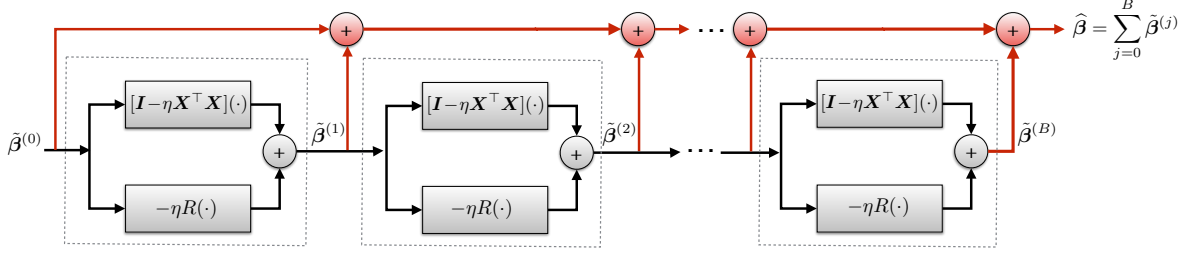 + + ⋯ + + β̂ = ∑_{j=0}^{B} β̃^{(j)}
[I−ηX^⊤X](·) [I−ηX^⊤X](·) [I−ηX^⊤X](·)
β̃^{(0)} + β̃^{(1)} + β̃^{(2)} ⋯ + β̃^{(B)}
−ηR(·) −ηR(·) −ηR(·)